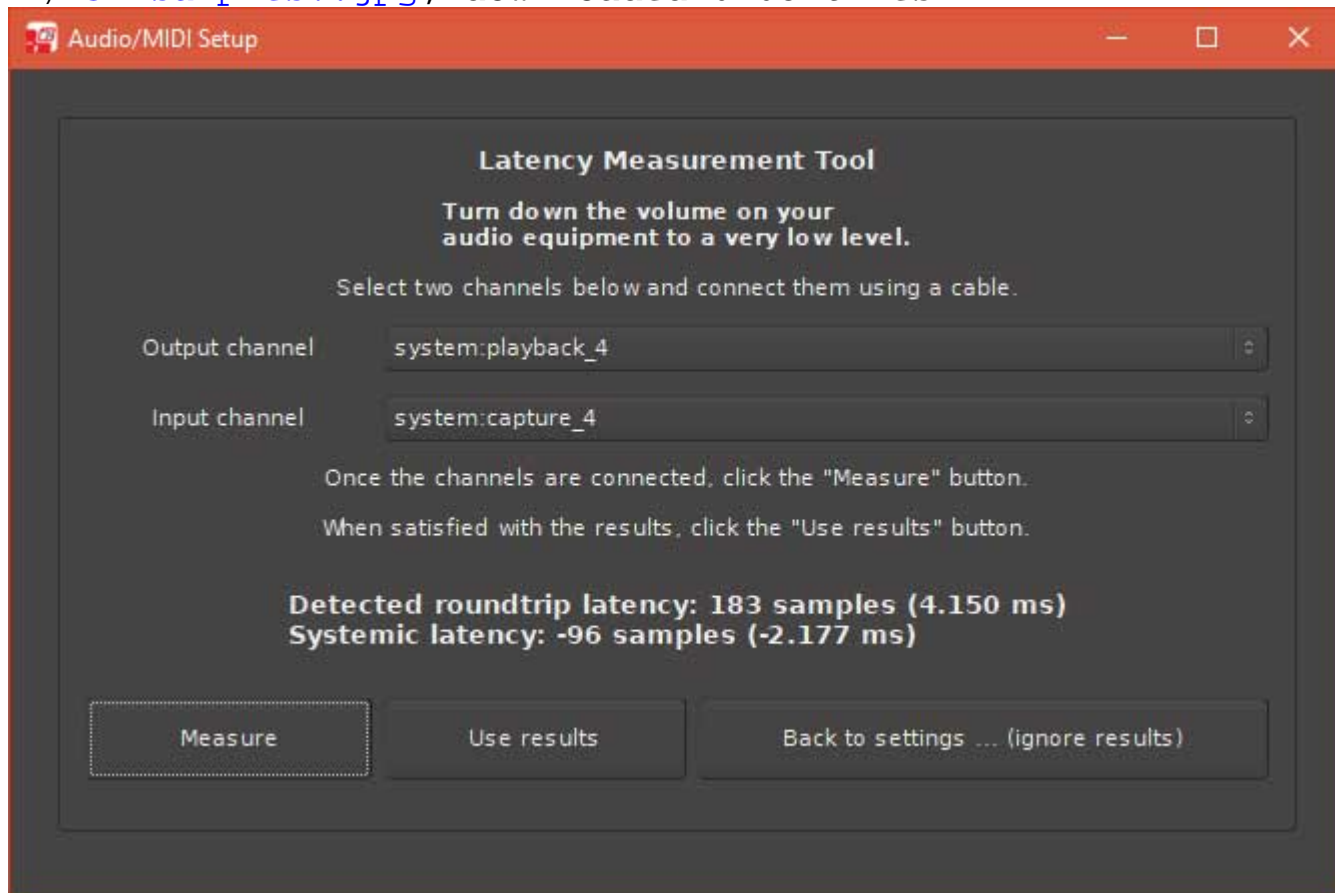 Audio/MIDI Setup
Latency Measurement Tool
Turn down the volume on your
audio equipment to a very low level.
Select two channels below and connect them using a cable.
Output channel system:playback_4
Input channel system:capture_4
Once the channels are connected, click the "Measure" button.
When satisfied with the results, click the "Use results" button.
Detected roundtrip latency: 183 samples (4.150 ms)
Systemic latency: -96 samples (-2.177 ms)
Measure Use results Back to settings ... (ignore results)